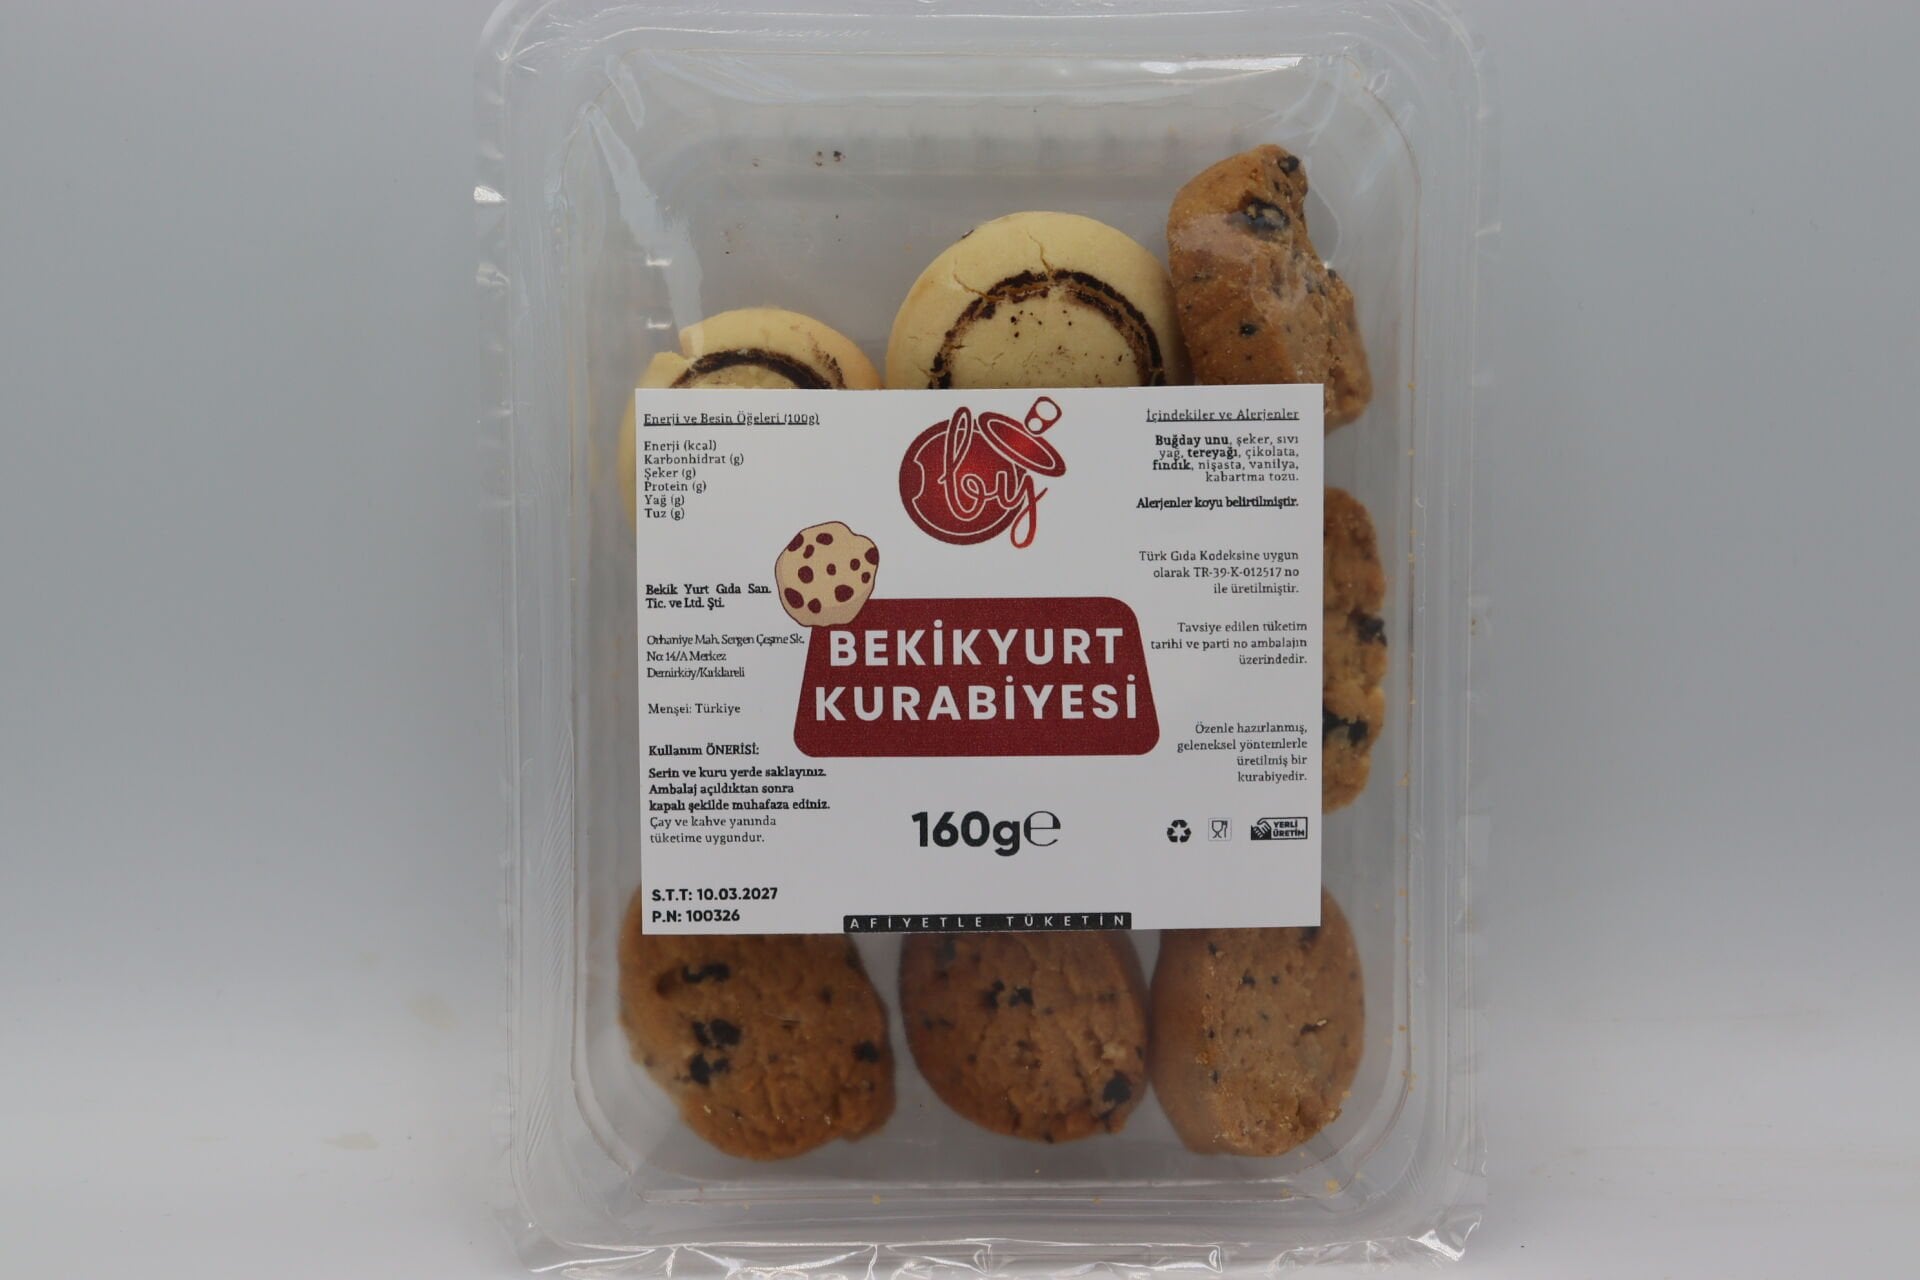 Enerji ve Besin Öğeleri (100g)
Enerji (kcal)
Karbonhidrat (g)
Şeker (g)
Protein (g)
Yağ (g)
Tuz (g)
Bekik Yurt Gıda San.
Tic. ve Ltd. Şti.
Orhaniye Mah. Sergen Çeşme Sk.
No: 14/A Merkez
Demirköy/Kırklareli
Menşei: Türkiye
Kullanım ÖNERİSİ:
Serin ve kuru yerde saklayınız.
Ambalaj açıldıktan sonra
kapalı şekilde muhafaza ediniz.
Çay ve kahve yanında
tüketime uygundur.
S.T.T: 10.03.2027
P.N: 100326
by
BEKİKYURT
KURABİYESİ
160g℮
AFİYETLE TÜKETİN
İçindekiler ve Alerjenler
Buğday unu, şeker, sıvı
yağ, tereyağı, çikolata,
fındık, nişasta, vanilya,
kabartma tozu.
Alerjenler koyu belirtilmiştir.
Türk Gıda Kodeksine uygun
olarak TR-39-K-012517 no
ile üretilmiştir.
Tavsiye edilen tüketim
tarihi ve parti no ambalajın
üzerindedir.
Özenle hazırlanmış,
geleneksel yöntemlerle
üretilmiş bir
kurabiyedir.
YERLİ
ÜRETİM